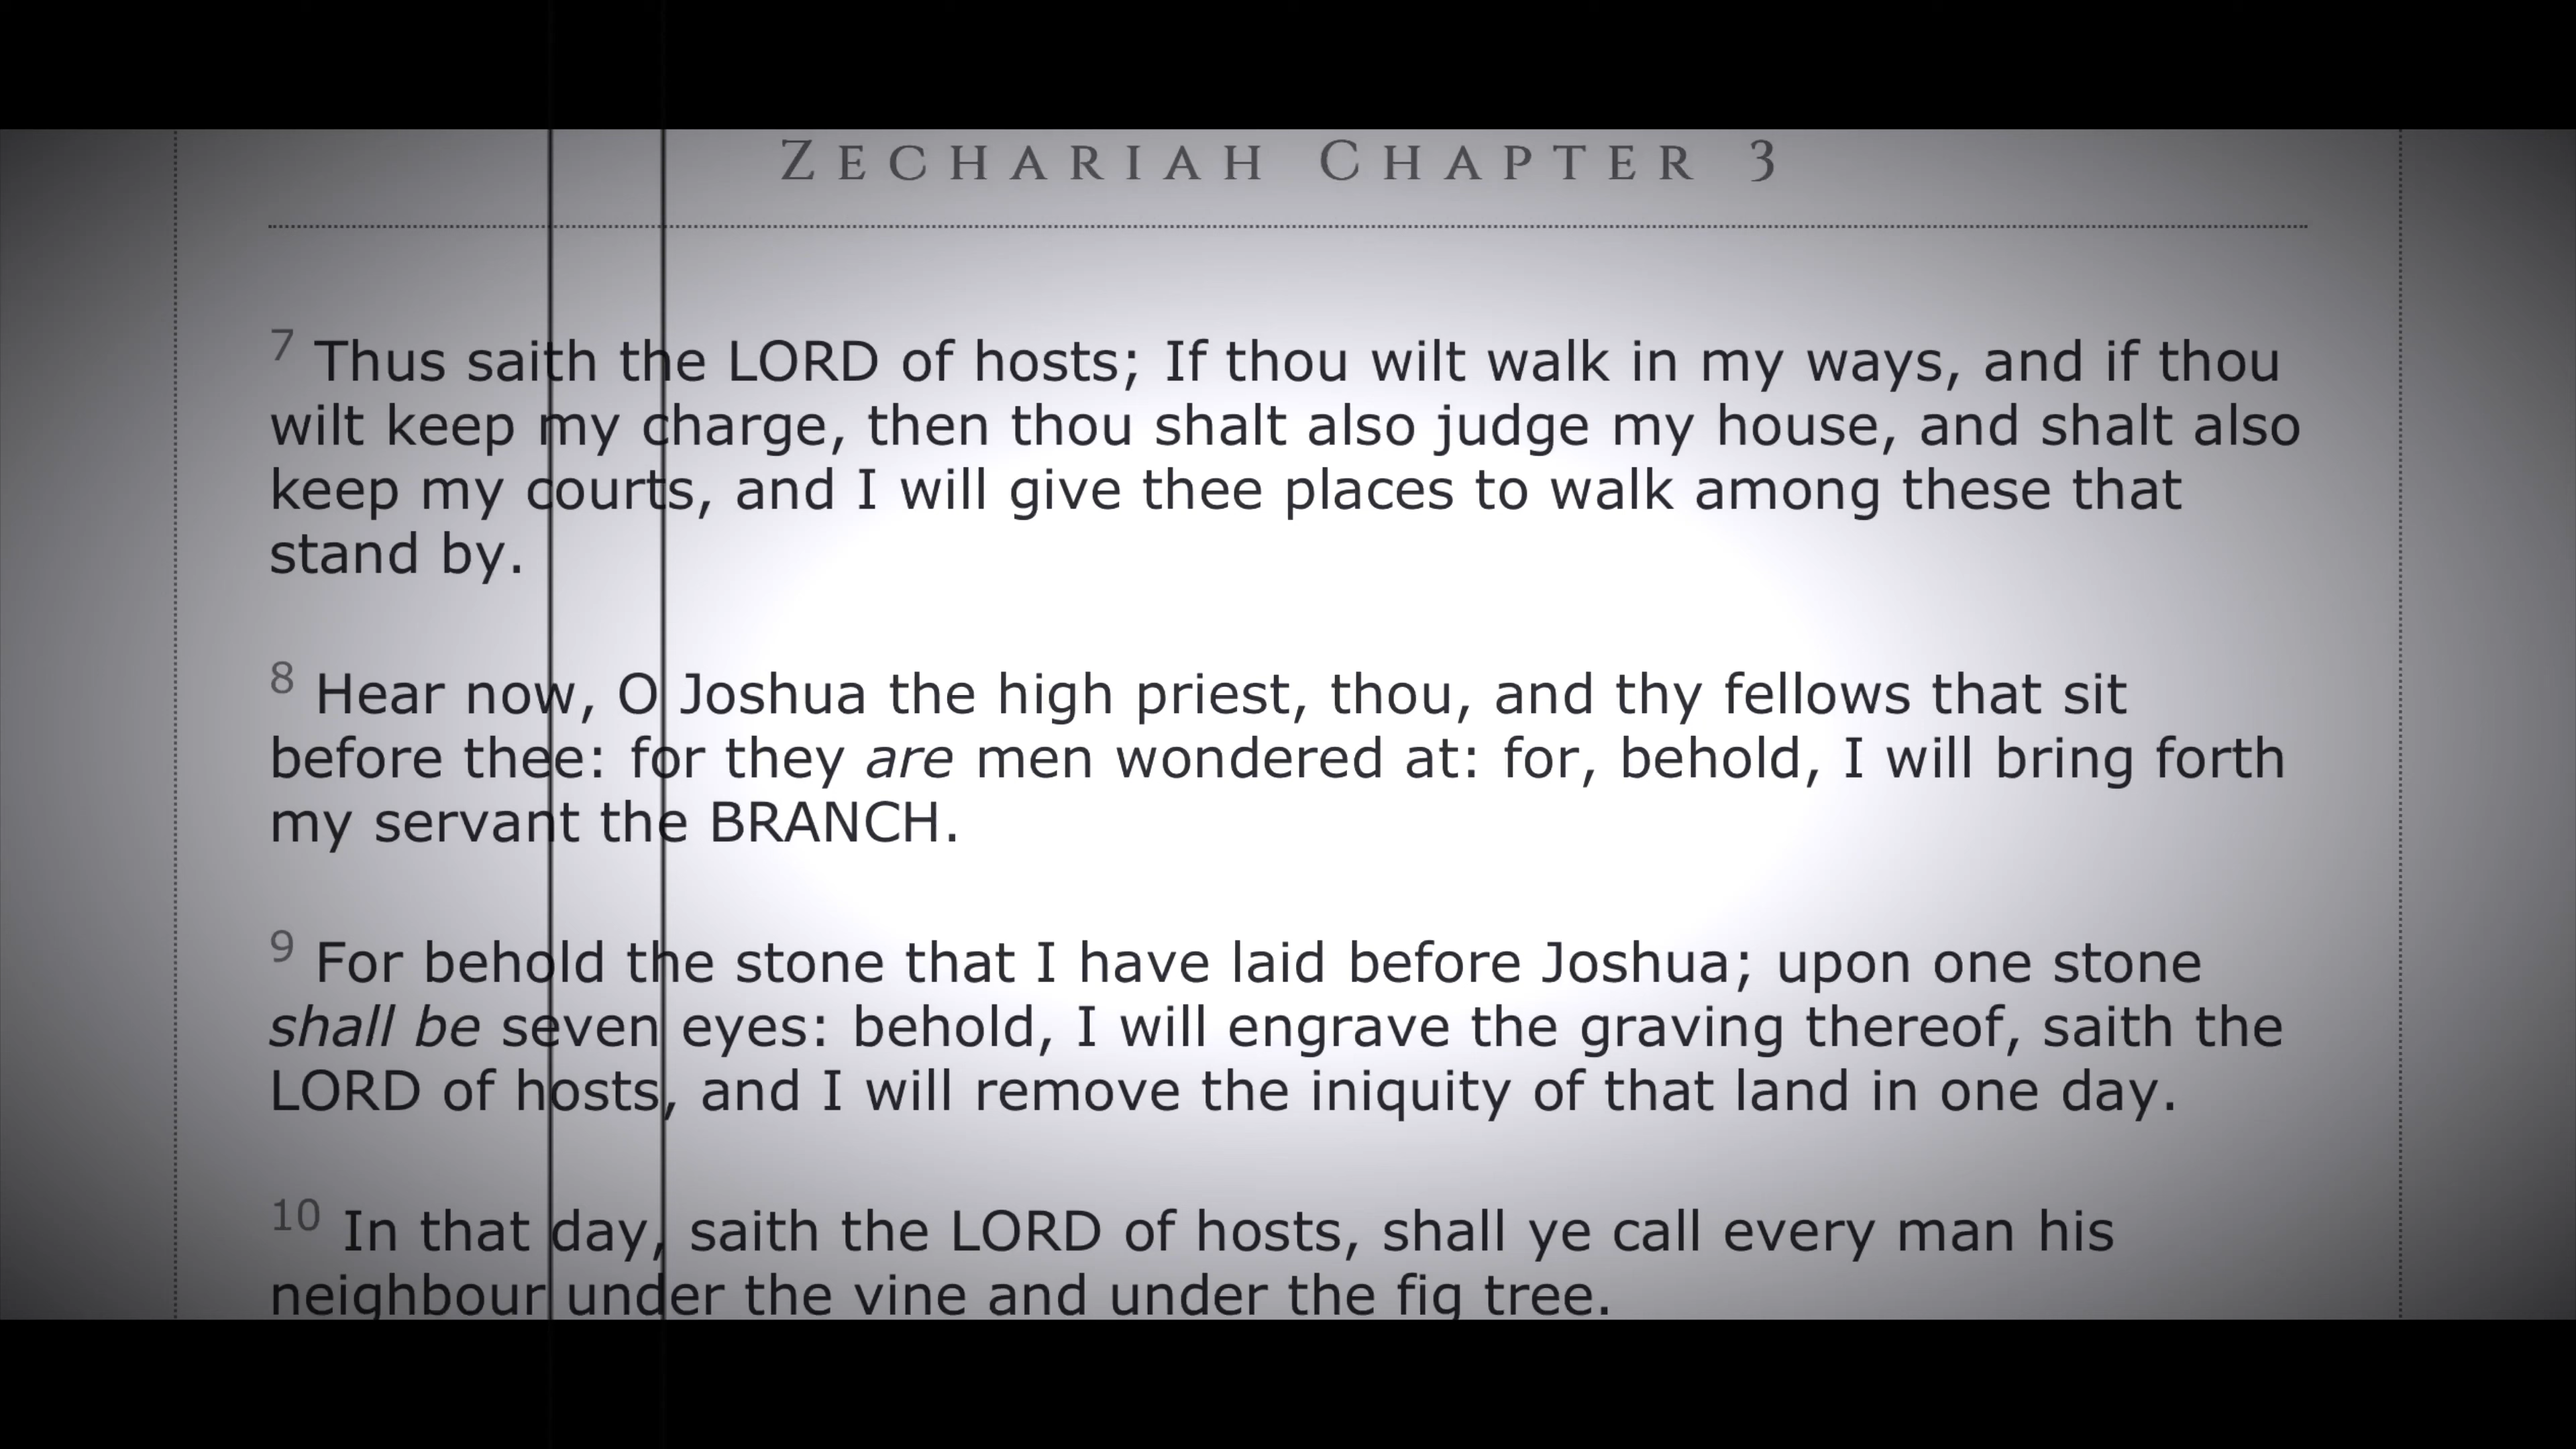 ZECHARIAH CHAPTER 3
7 Thus saith the LORD of hosts; If thou wilt walk in my ways, and if thou
wilt keep my charge, then thou shalt also judge my house, and shalt also
keep my courts, and I will give thee places to walk among these that
stand by.
8 Hear now, O Joshua the high priest, thou, and thy fellows that sit
before thee: for they are men wondered at: for, behold, I will bring forth
my servant the BRANCH.
9 For behold the stone that I have laid before Joshua; upon one stone
shall be seven eyes: behold, I will engrave the graving thereof, saith the
LORD of hosts, and I will remove the iniquity of that land in one day.
10 In that day, saith the LORD of hosts, shall ye call every man his
neighbour under the vine and under the fig tree.